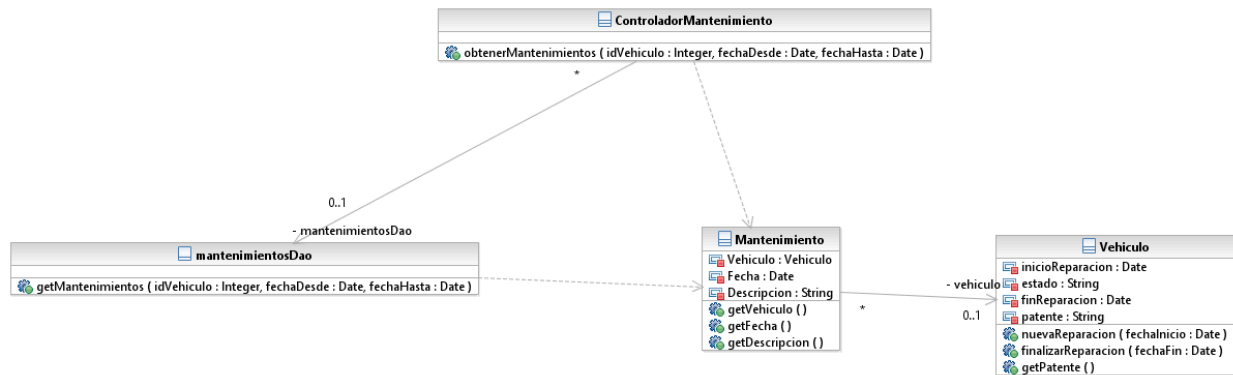 ControladorMantenimiento
obtenerMantenimientos ( idVehiculo : Integer, fechaDesde : Date, fechaHasta : Date )
*
0..1
- mantenimientosDao
mantenimientosDao
getMantenimientos ( idVehiculo : Integer, fechaDesde : Date, fechaHasta : Date )
Mantenimiento
Vehiculo : Vehiculo
Fecha : Date
Descripcion : String
getVehiculo ( )
getFecha ( )
getDescripcion ( )
- vehiculo
*
0..1
Vehiculo
inicioReparacion : Date
estado : String
finReparacion : Date
patente : String
nuevaReparacion ( fechaInicio : Date )
finalizarReparacion ( fechaFin : Date )
getPatente ( )